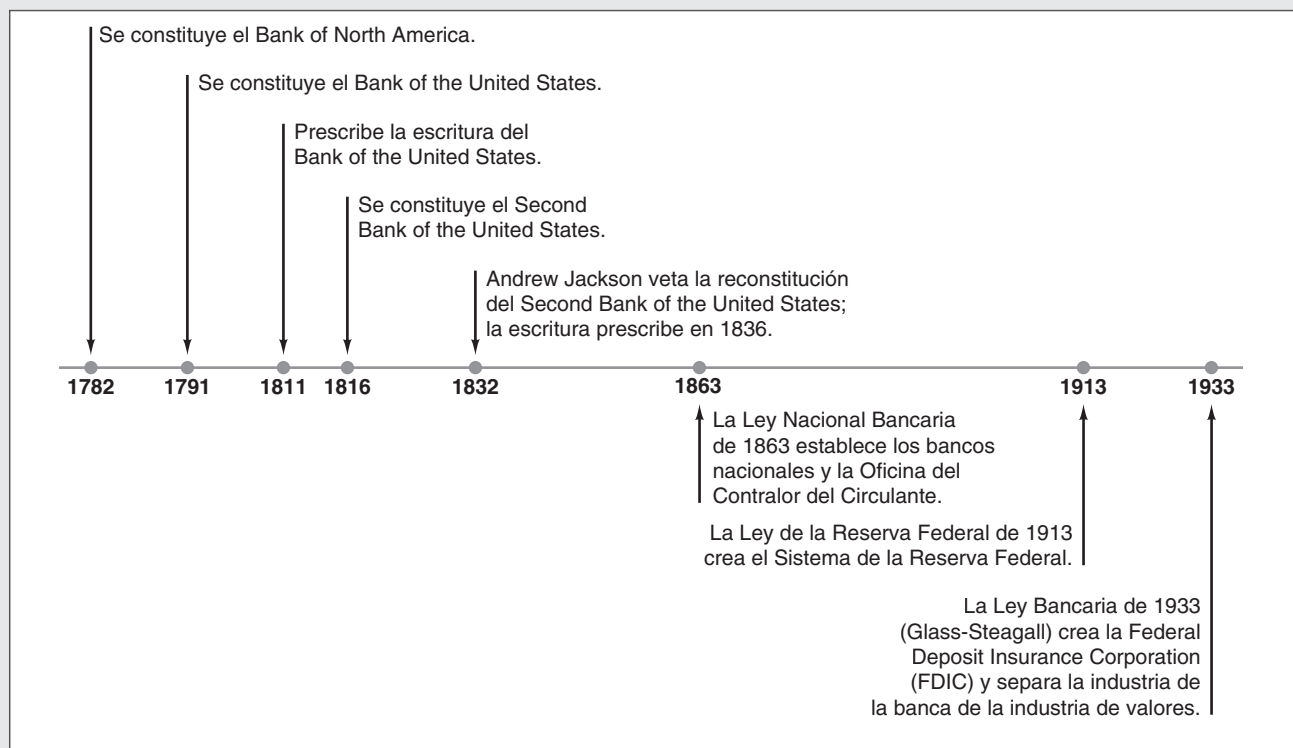 Se constituye el Bank of North America.
Se constituye el Bank of the United States.
Prescribe la escritura del
Bank of the United States.
Se constituye el Second
Bank of the United States.
Andrew Jackson veta la reconstitución
del Second Bank of the United States;
la escritura prescribe en 1836.
1782
1791
1811
1816
1832
1863
1913
1933
La Ley Nacional Bancaria
de 1863 establece los bancos
nacionales y la Oficina del
Contralor del Circulante.
La Ley de la Reserva Federal de 1913
crea el Sistema de la Reserva Federal.
La Ley Bancaria de 1933
(Glass-Steagall) crea la Federal
Deposit Insurance Corporation
(FDIC) y separa la industria de
la banca de la industria de valores.